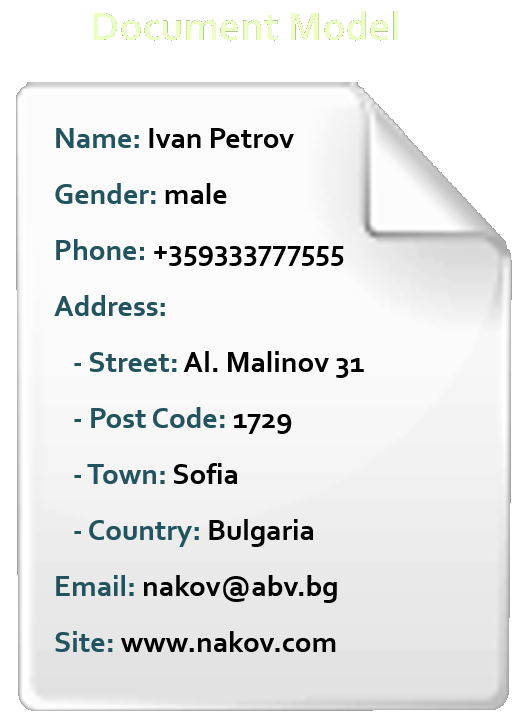 Document Model
Name: Ivan Petrov
Gender: male
Phone: +359333777555
Address:
- Street: Al. Malinov 31
- Post Code: 1729
- Town: Sofia
- Country: Bulgaria
Email: nakov@abv.bg
Site: www.nakov.com